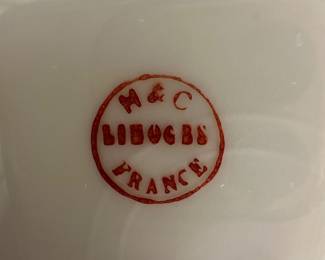 H & C
LIMOGES
FRANCE